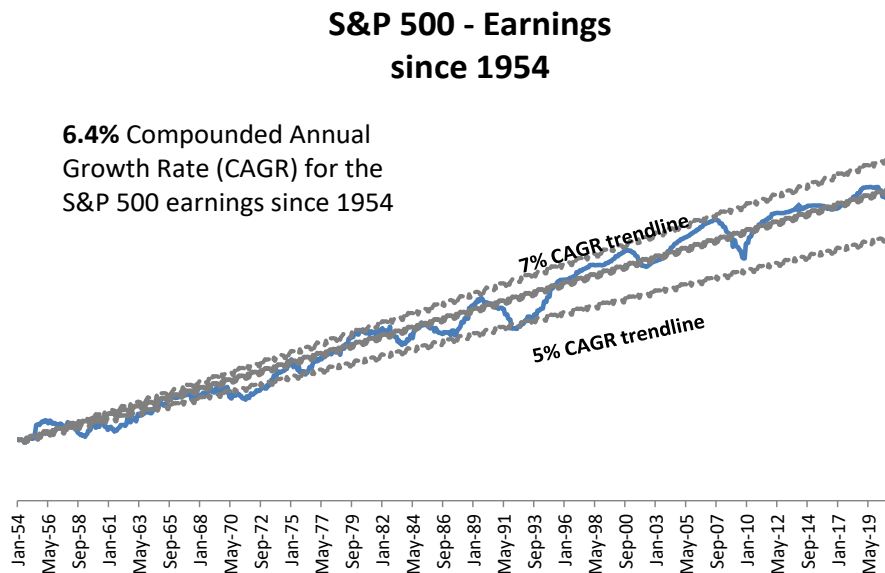 S&P 500 - Earnings
since 1954
6.4% Compounded Annual
Growth Rate (CAGR) for the
S&P 500 earnings since 1954
7% CAGR trendline
5% CAGR trendline
Jan-54
May-56
Sep-58
Jan-61
May-63
Sep-65
Jan-68
May-70
Sep-72
Jan-75
May-77
Sep-79
Jan-82
May-84
Sep-86
Jan-89
May-91
Sep-93
Jan-96
May-98
Sep-00
Jan-03
May-05
Sep-07
Jan-10
May-12
Sep-14
Jan-17
May-19